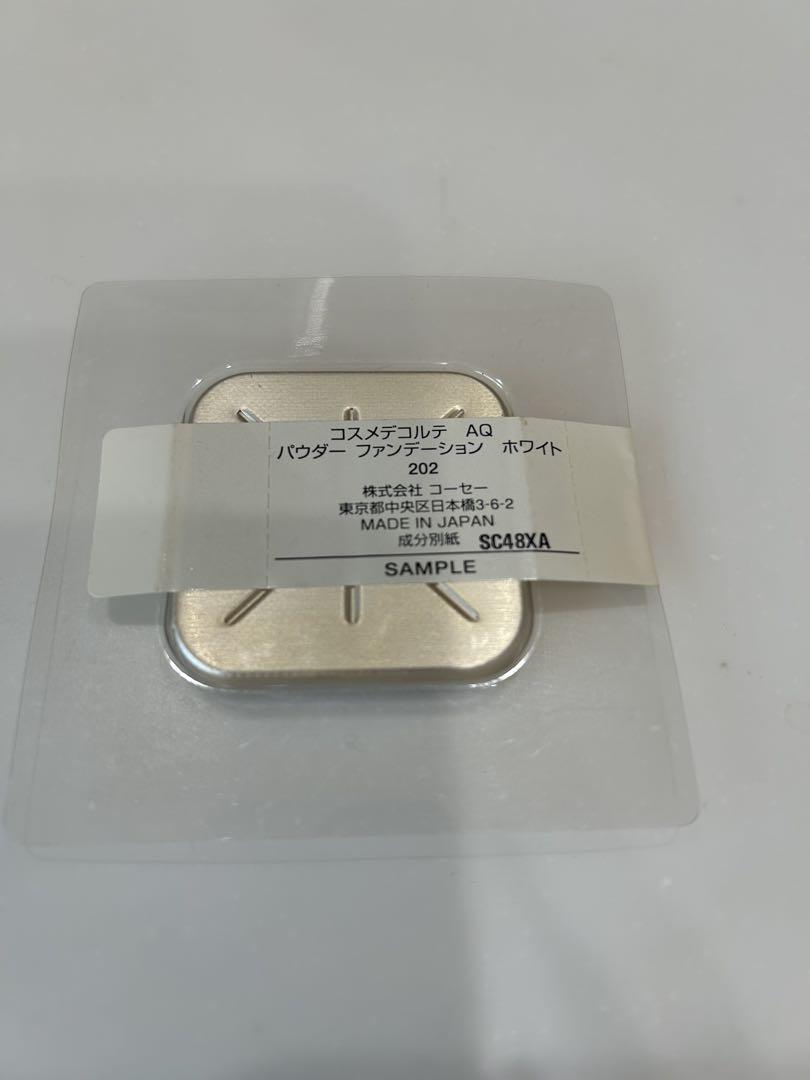 コスメデコルテ　AQ
パウダー ファンデーション　ホワイト
202
株式会社 コーセー
東京都中央区日本橋3-6-2
MADE IN JAPAN
成分別紙　SC48XA
SAMPLE